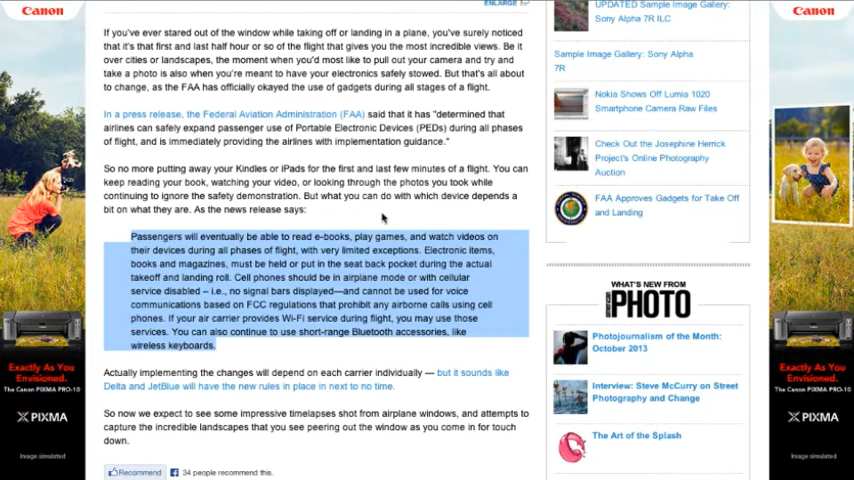 Canon
ENLARGE
If you've ever stared out of the window while taking off or landing in a plane, you've surely noticed
that it's that first and last half hour or so of the flight that gives you the most incredible views. Be it
over cities or landscapes, the moment when you'd most like to pull out your camera and try and
take a photo is also when you're meant to have your electronics safely stowed. But that's all about
to change, as the FAA has officially okayed the use of gadgets during all stages of a flight.
In a press release, the Federal Aviation Administration (FAA) said that it has "determined that
airlines can safely expand passenger use of Portable Electronic Devices (PEDs) during all phases
of flight, and is immediately providing the airlines with implementation guidance."
So no more putting away your Kindles or iPads for the first and last few minutes of a flight. You can
keep reading your book, watching your video, or looking through the photos you took while
continuing to ignore the safety demonstration. But what you can do with which device depends a
bit on what they are. As the news release says:
Passengers will eventually be able to read e-books, play games, and watch videos on
their devices during all phases of flight, with very limited exceptions. Electronic items,
books and magazines, must be held or put in the seat back pocket during the actual
takeoff and landing roll. Cell phones should be in airplane mode or with cellular
service disabled – i.e., no signal bars displayed—and cannot be used for voice
communications based on FCC regulations that prohibit any airborne calls using cell
phones. If your air carrier provides Wi-Fi service during flight, you may use those
services. You can also continue to use short-range Bluetooth accessories, like
wireless keyboards.
Actually implementing the changes will depend on each carrier individually — but it sounds like
Delta and JetBlue will have the new rules in place in next to no time.
So now we expect to see some impressive timelapses shot from airplane windows, and attempts to
capture the incredible landscapes that you see peering out the window as you come in for touch
down.
Recommend
34 people recommend this.
UPDATED Sample Image Gallery:
Sony Alpha 7R ILC
Sample Image Gallery: Sony Alpha
7R
Nokia Shows Off Lumia 1020
Smartphone Camera Raw Files
Check Out the Josephine Herrick
Project's Online Photography
Auction
FAA Approves Gadgets for Take Off
and Landing
WHAT'S NEW FROM
AMERICAN
PHOTO
Photojournalism of the Month:
October 2013
Interview: Steve McCurry on Street
Photography and Change
The Art of the Splash
Exactly As You
Envisioned.
The Canon PIXMA PRO-10
PIXMA
Image simulated
Canon
Exactly As You
Envisioned.
The Canon PIXMA PRO-10
PIXMA
Image simulated